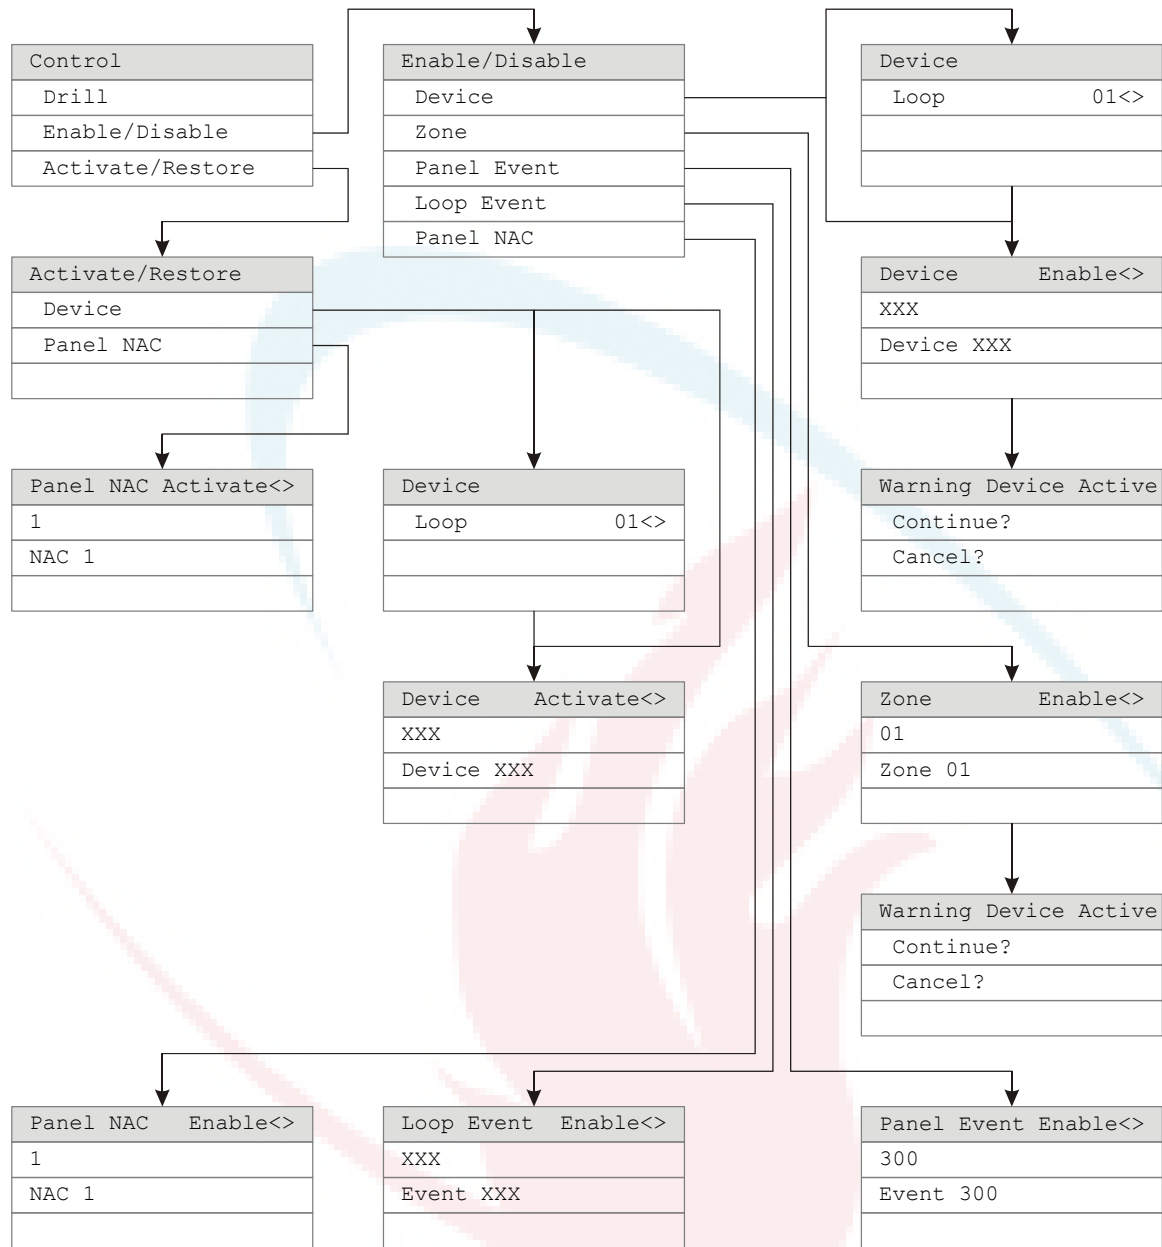 Control
Drill
Enable/Disable
Activate/Restore
Enable/Disable
Device
Zone
Panel Event
Loop Event
Panel NAC
Device
Loop 01<>
Activate/Restore
Device
Panel NAC
Device Enable<>
XXX
Device XXX
Panel NAC Activate<>
1
NAC 1
Device
Loop 01<>
Warning Device Active
Continue?
Cancel?
Device Activate<>
XXX
Device XXX
Zone Enable<>
01
Zone 01
Warning Device Active
Continue?
Cancel?
Panel NAC Enable<>
1
NAC 1
Loop Event Enable<>
XXX
Event XXX
Panel Event Enable<>
300
Event 300